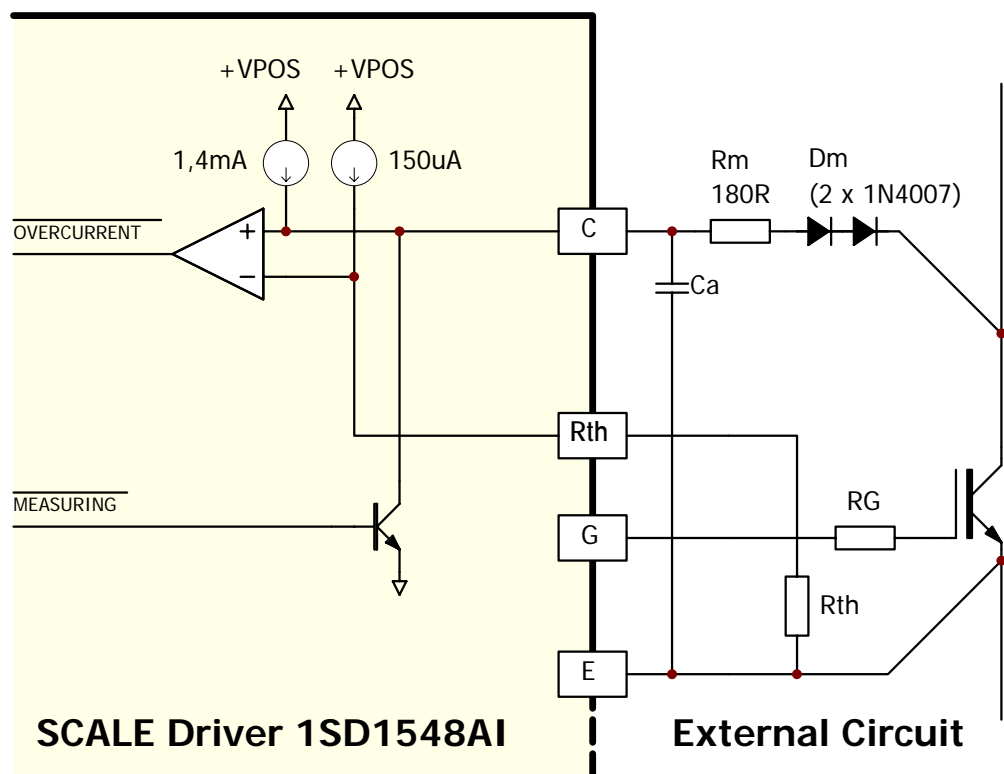 +VPOS +VPOS
1,4mA 150uA
Rm Dm
180R (2 x 1N4007)
OVERCURRENT
+
C
−
Ca
Rth
MEASURING
RG
G
Rth
E
SCALE Driver 1SD1548AI External Circuit